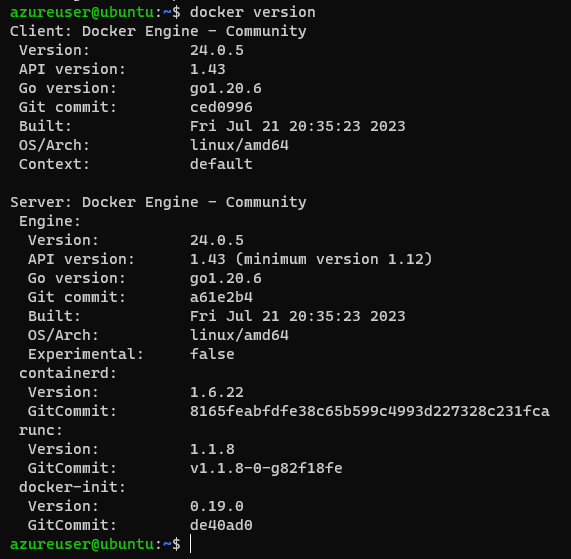 azureuser@ubuntu:~$ docker version
Client: Docker Engine - Community
 Version:           24.0.5
 API version:       1.43
 Go version:        go1.20.6
 Git commit:        ced0996
 Built:             Fri Jul 21 20:35:23 2023
 OS/Arch:           linux/amd64
 Context:           default

Server: Docker Engine - Community
 Engine:
  Version:          24.0.5
  API version:      1.43 (minimum version 1.12)
  Go version:       go1.20.6
  Git commit:       a61e2b4
  Built:            Fri Jul 21 20:35:23 2023
  OS/Arch:          linux/amd64
  Experimental:     false
 containerd:
  Version:          1.6.22
  GitCommit:        8165feabfdfe38c65b599c4993d227328c231fca
 runc:
  Version:          1.1.8
  GitCommit:        v1.1.8-0-g82f18fe
 docker-init:
  Version:          0.19.0
  GitCommit:        de40ad0
azureuser@ubuntu:~$